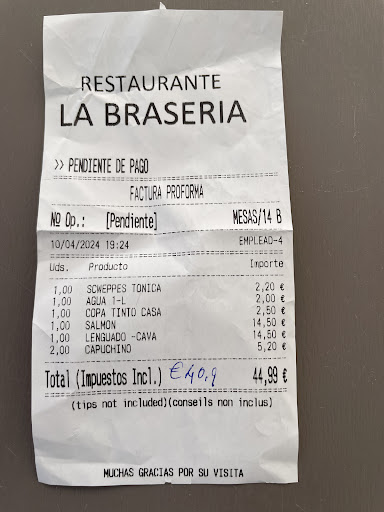 RESTAURANTE
LA BRASERIA
>> PENDIENTE DE PAGO
FACTURA PROFORMA
Nº Op.: [Pendiente] MESAS/14 B
10/04/2024 19:24 EMPLEAD-4
Uds. Producto Importe
1,00 SCWEPPES TONICA 2,20 €
1,00 AGUA 1-L 2,00 €
1,00 COPA TINTO CASA 2,50 €
1,00 SALMON 14,50 €
1,00 LENGUADO -CAVA 14,50 €
2,00 CAPUCHINO 5,20 €
Total (Impuestos Incl.) €40,9 44,99 €
(tips not included)(conseils non inclus)
MUCHAS GRACIAS POR SU VISITA